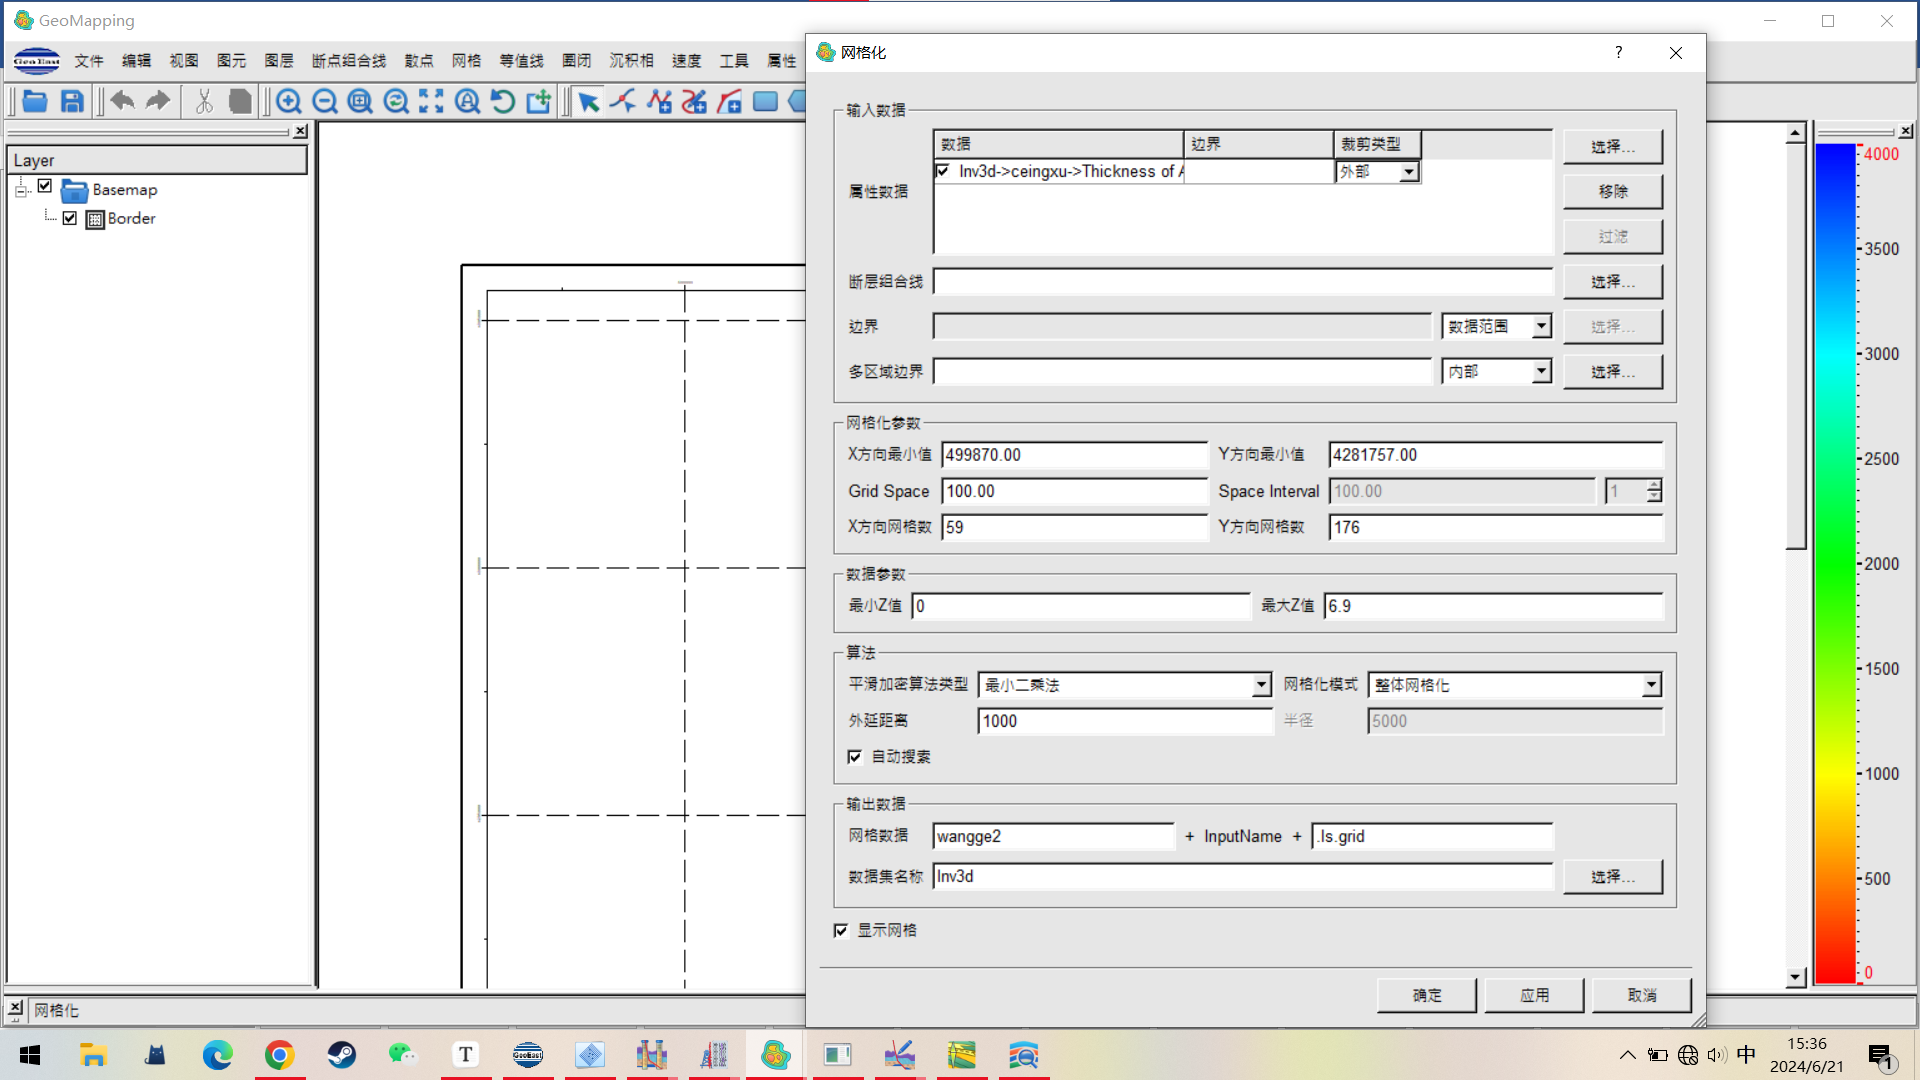 GeoMapping
GeoEast 文件 编辑 视图 图元 图层 断点组合线 散点 网格 等值线 圈闭 沉积相 速度 工具 属性
Layer
Basemap
Border
网格化
?
输入数据
数据 边界 裁剪类型
Inv3d->ceingxu->Thickness of
外部
属性数据
选择...
移除
过滤
断层组合线
选择...
边界
数据范围
选择...
多区域边界
内部
选择...
网格化参数
X方向最小值 499870.00 Y方向最小值 4281757.00
Grid Space 100.00 Space Interval 100.00 1
X方向网格数 59 Y方向网格数 176
数据参数
最小Z值 0 最大Z值 6.9
算法
平滑加密算法类型 最小二乘法 网格化模式 整体网格化
外延距离 1000 半径 5000
自动搜索
输出数据
网格数据 wangge2 + InputName + .ls.grid
数据集名称 Inv3d 选择...
显示网格
确定 应用 取消
4000
3500
3000
2500
2000
1500
1000
500
0
网格化
T
GeoEast
中
15:36
2024/6/21
1